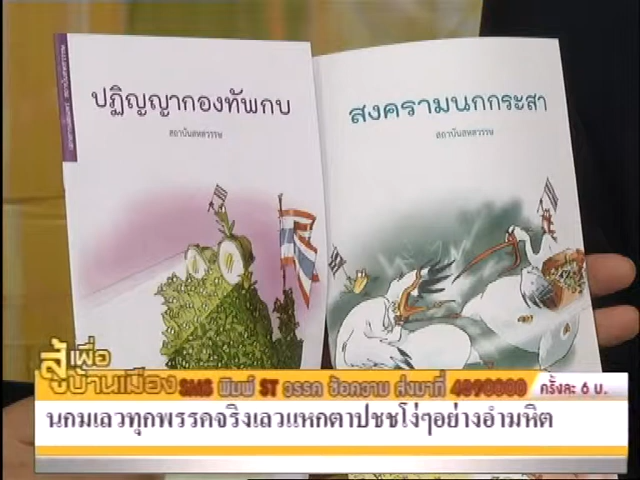 ปฏิญญากองทัพกบ
สถาบันสหสวรรษ
สงครามนกกระสา
สถาบันสหสวรรษ
สู้เพื่อ
บ้านเมือง
SMS พิมพ์ ST วรรค ข้อความ ส่งมาที่ 4890000 ครั้งละ 6 บ.
นกมเลวทุกพรรคจริงเลวแหกตาปชชโง่ๆอย่างอำมหิต